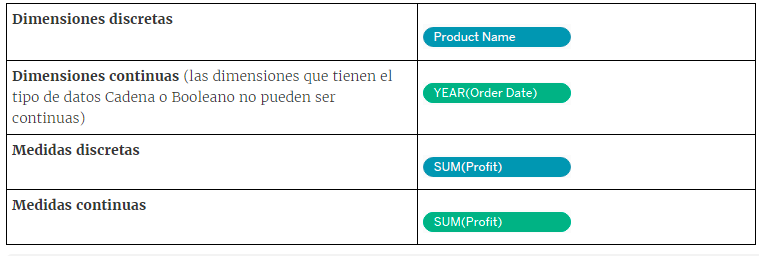 Dimensiones discretas
Product Name
Dimensiones continuas (las dimensiones que tienen el
tipo de datos Cadena o Booleano no pueden ser
continuas)
YEAR(Order Date)
Medidas discretas
SUM(Profit)
Medidas continuas
SUM(Profit)